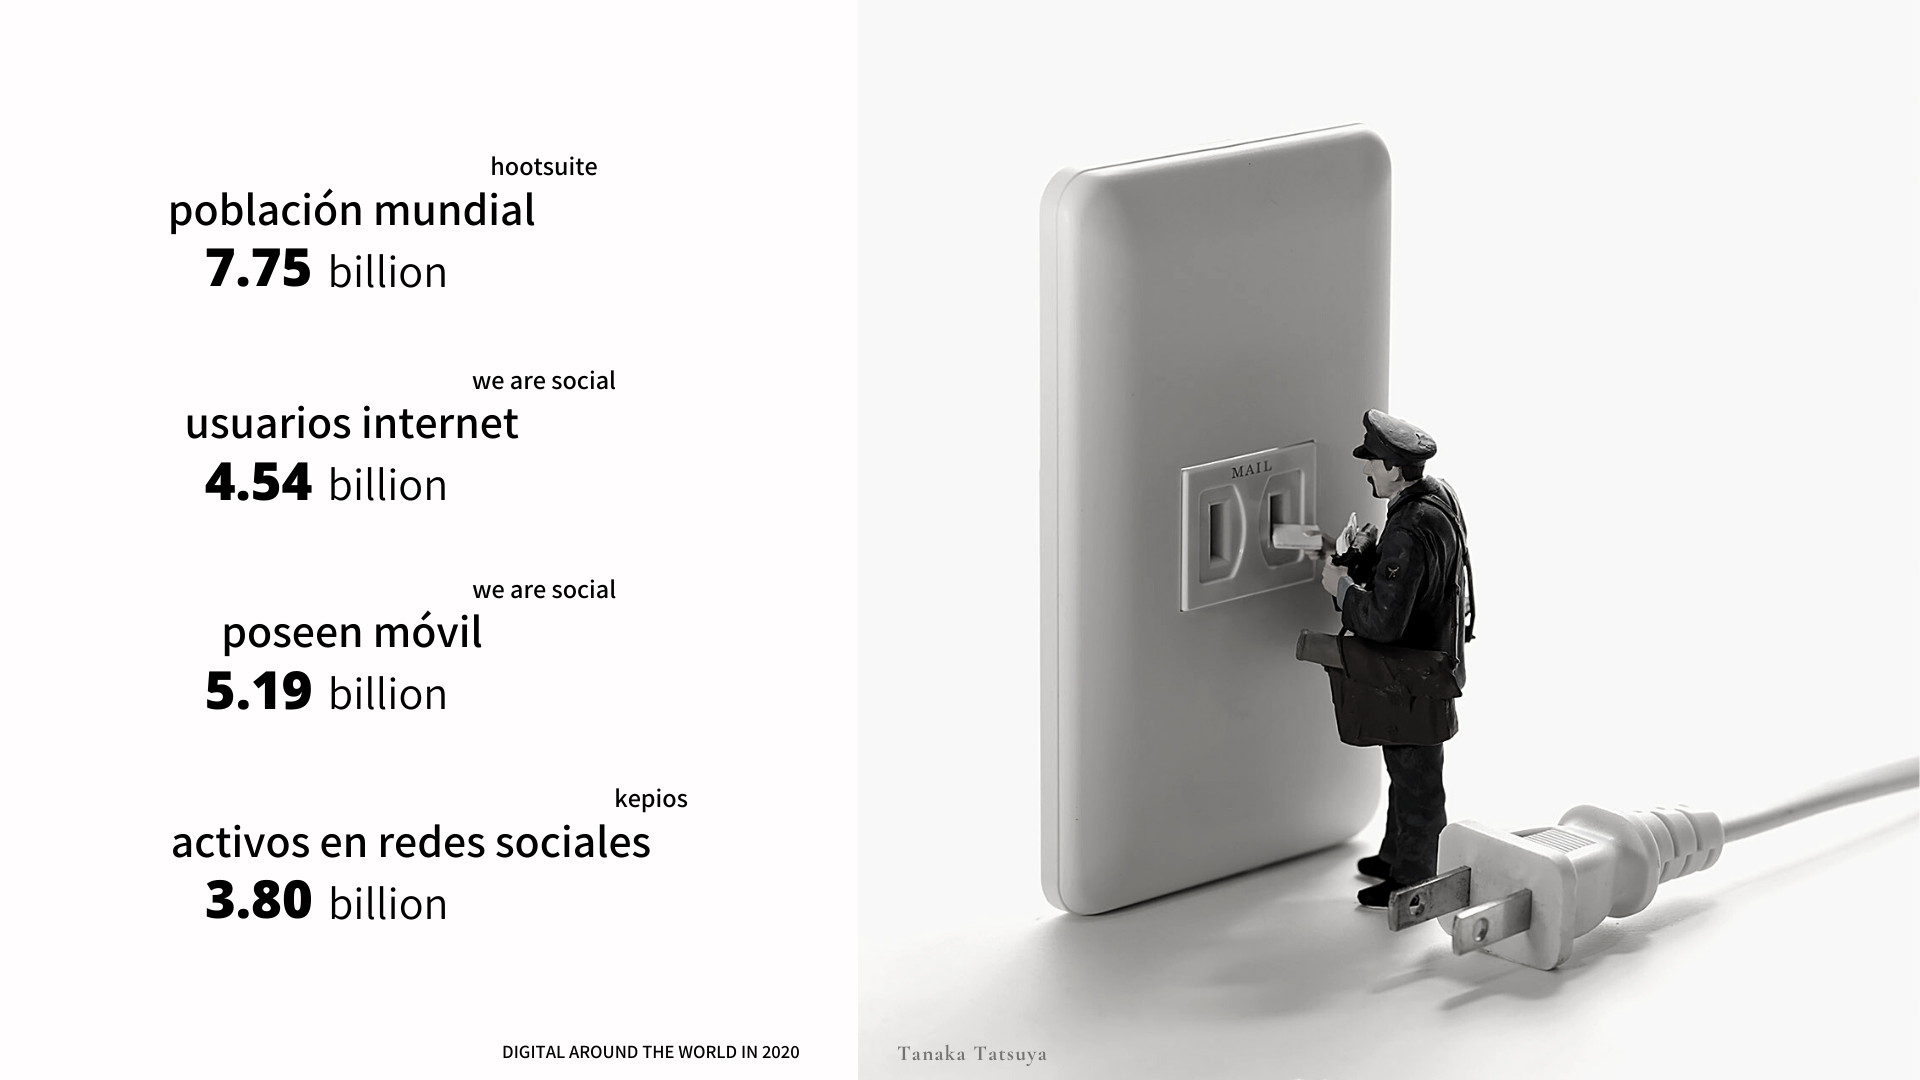 hootsuite
población mundial
7.75 billion
we are social
usuarios internet
4.54 billion
we are social
poseen móvil
5.19 billion
kepios
activos en redes sociales
3.80 billion
DIGITAL AROUND THE WORLD IN 2020
MAIL
Tanaka Tatsuya